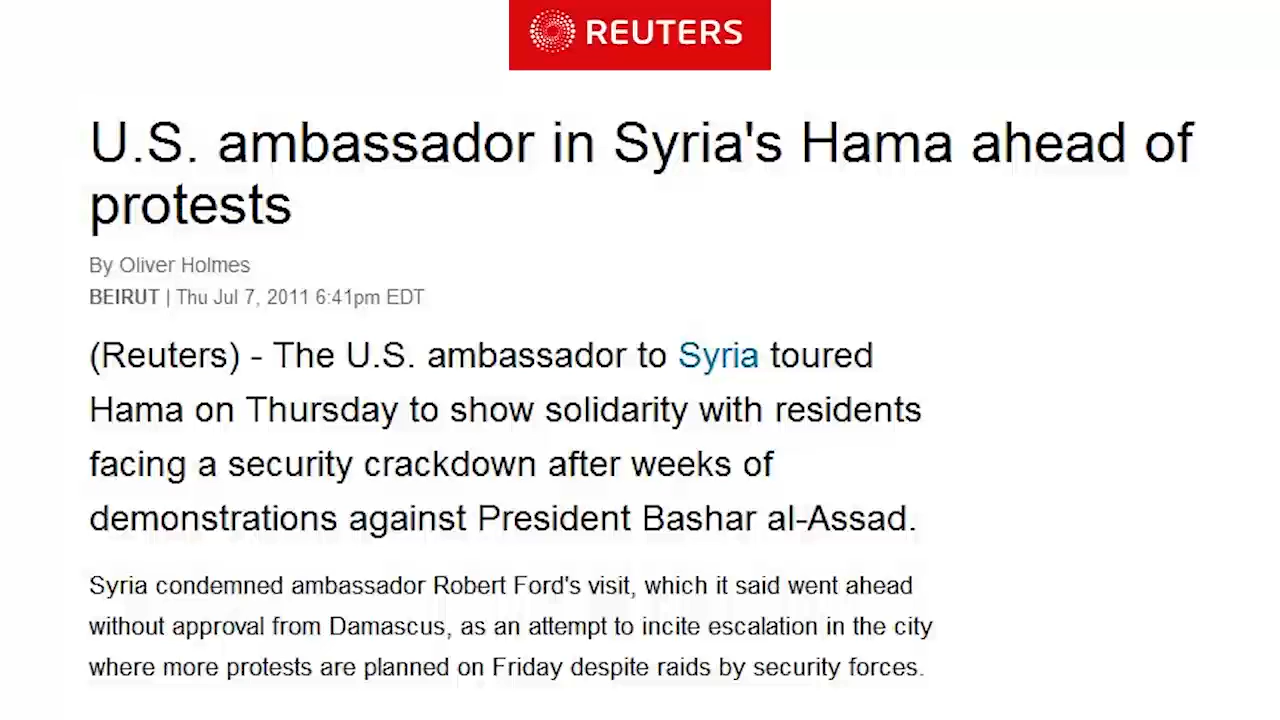 REUTERS
U.S. ambassador in Syria's Hama ahead of
protests
By Oliver Holmes
BEIRUT | Thu Jul 7, 2011 6:41pm EDT
(Reuters) - The U.S. ambassador to Syria toured
Hama on Thursday to show solidarity with residents
facing a security crackdown after weeks of
demonstrations against President Bashar al-Assad.
Syria condemned ambassador Robert Ford's visit, which it said went ahead
without approval from Damascus, as an attempt to incite escalation in the city
where more protests are planned on Friday despite raids by security forces.